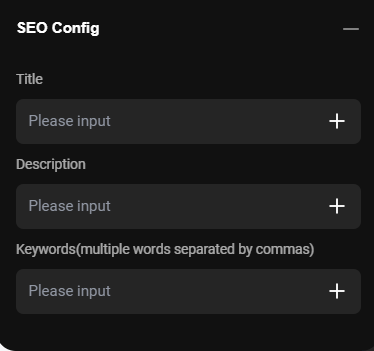 SEO Config
Title
Please input
Description
Please input
Keywords(multiple words separated by commas)
Please input